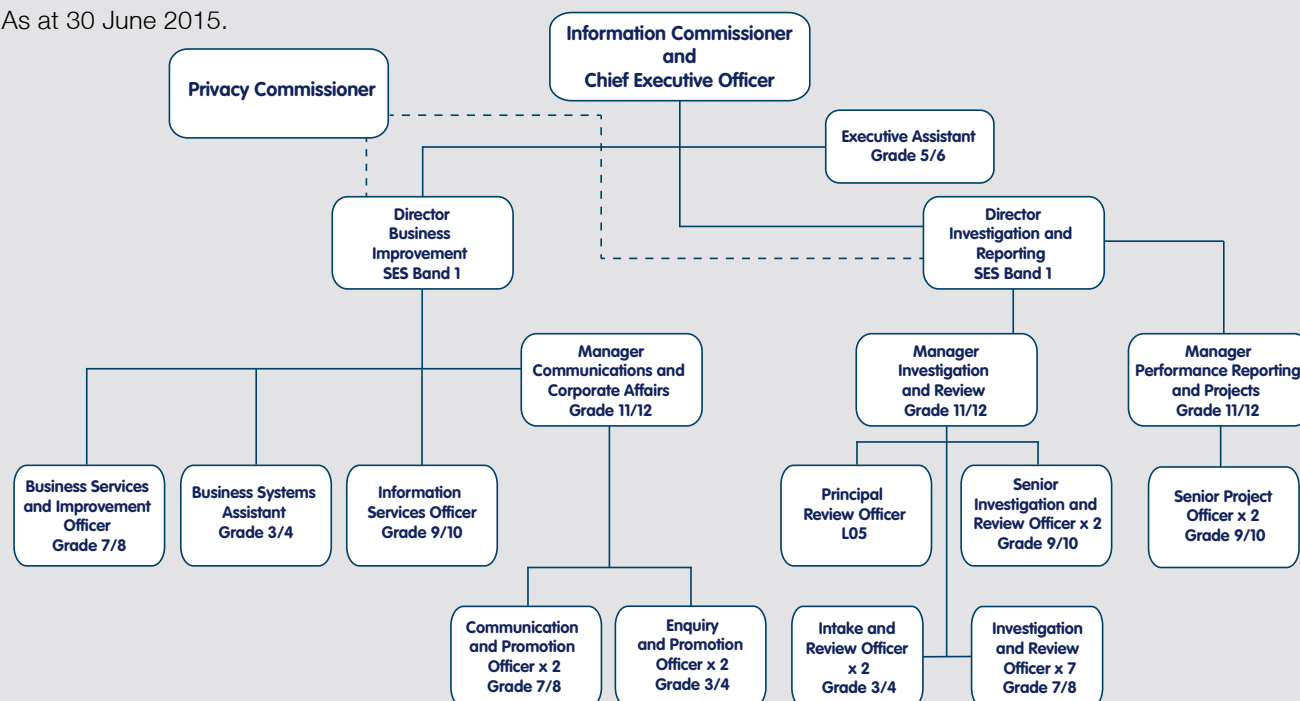 As at 30 June 2015.
Information Commissioner
and
Chief Executive Officer
Privacy Commissioner
Executive Assistant
Grade 5/6
Director
Business
Improvement
SES Band 1
Director
Investigation and
Reporting
SES Band 1
Manager
Communications and
Corporate Affairs
Grade 11/12
Manager
Investigation
and Review
Grade 11/12
Manager
Performance Reporting
and Projects
Grade 11/12
Business Services
and Improvement
Officer
Grade 7/8
Business Systems
Assistant
Grade 3/4
Information
Services Officer
Grade 9/10
Principal
Review Officer
L05
Senior
Investigation and
Review Officer x 2
Grade 9/10
Senior Project
Officer x 2
Grade 9/10
Communication
and Promotion
Officer x 2
Grade 7/8
Enquiry
and Promotion
Officer x 2
Grade 3/4
Intake and
Review Officer
x 2
Grade 3/4
Investigation
and Review
Officer x 7
Grade 7/8